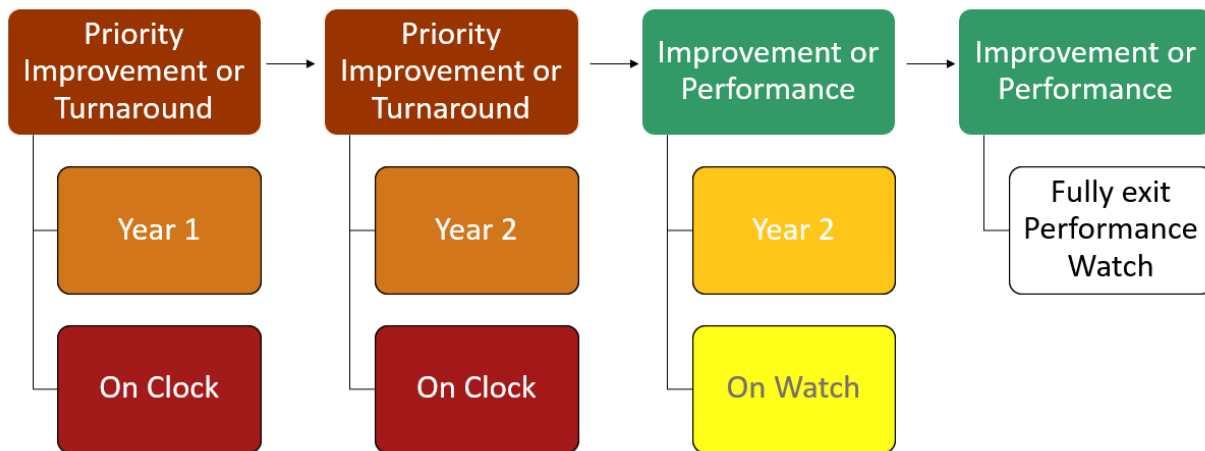 Priority
Improvement or
Turnaround
Year 1
On Clock
Priority
Improvement or
Turnaround
Year 2
On Clock
Improvement or
Performance
Year 2
On Watch
Improvement or
Performance
Fully exit
Performance
Watch